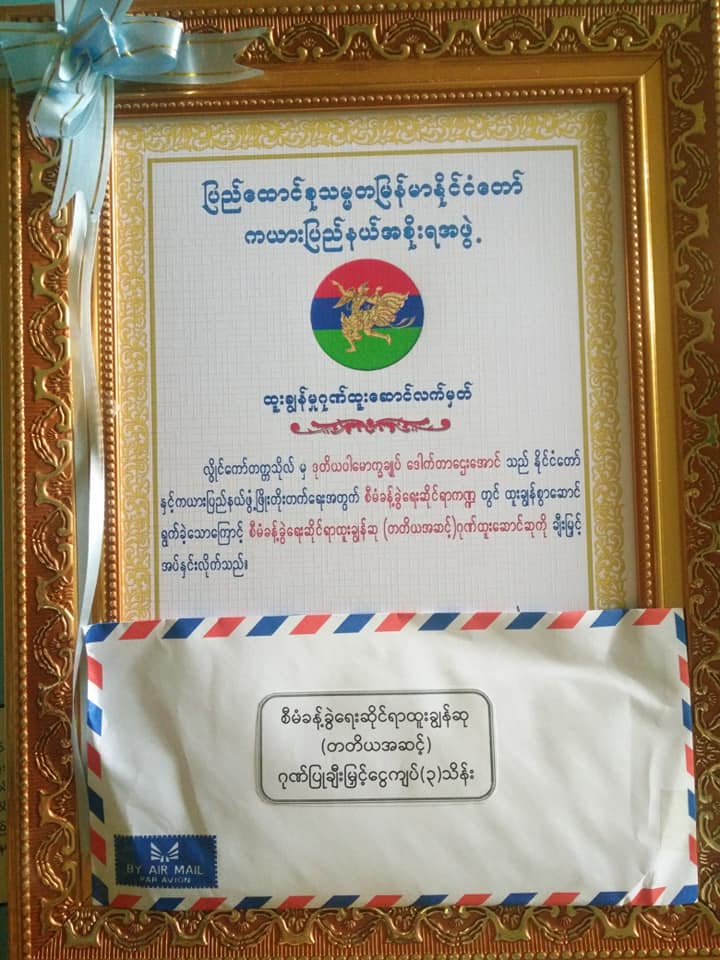 ပြည်ထောင်စုသမ္မတမြန်မာနိုင်ငံတော်
ကယားပြည်နယ်အစိုးရအဖွဲ့
ထူးချွန်မှုဂုဏ်ထူးဆောင်လက်မှတ်
လွိုင်ကော်တက္ကသိုလ် မှ ဒုတိယပါမောက္ခချုပ် ဒေါက်တာဌေးအောင် သည် နိုင်ငံတော်
နှင့်ကယားပြည်နယ်ဖွံ့ဖြိုးတိုးတက်ရေးအတွက် စီမံခန့်ခွဲရေးဆိုင်ရာကဏ္ဍ တွင် ထူးချွန်စွာဆောင်
ရွက်ခဲ့သောကြောင့် စီမံခန့်ခွဲရေးဆိုင်ရာထူးချွန်ဆု (တတိယအဆင့်)ဂုဏ်ထူးဆောင်ဆုကို ချီးမြှင့်
အပ်နှင်းလိုက်သည်။
စီမံခန့်ခွဲရေးဆိုင်ရာထူးချွန်ဆု
(တတိယအဆင့်)
ဂုဏ်ပြုချီးမြှင့်ငွေကျပ်(၃)သိန်း
BY AIR MAIL
PAR AVION